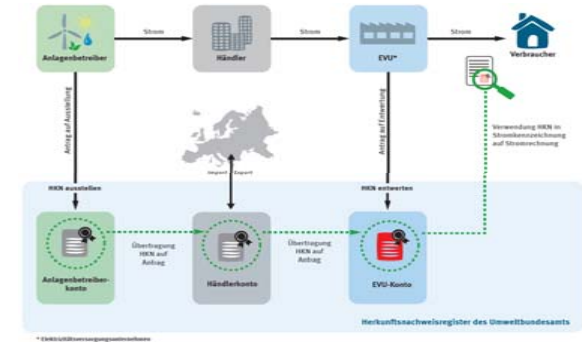 Strom
Strom
Strom
Anlagenbetreiber
Händler
EVU*
Verbraucher
Antrag auf Ausstellung
Antrag auf Entwertung
Verwendung HKN in
Stromkennzeichnung
auf Stromrechnung
Import
Export
HKN ausstellen
HKN entwerten
Übertragung
HKN auf
Antrag
Übertragung
HKN auf
Antrag
Anlagenbetreiber-
konto
Händlerkonto
EVU-Konto
Herkunftsnachweisregister des Umweltbundesamts
* Elektrizitätsversorgungsunternehmen